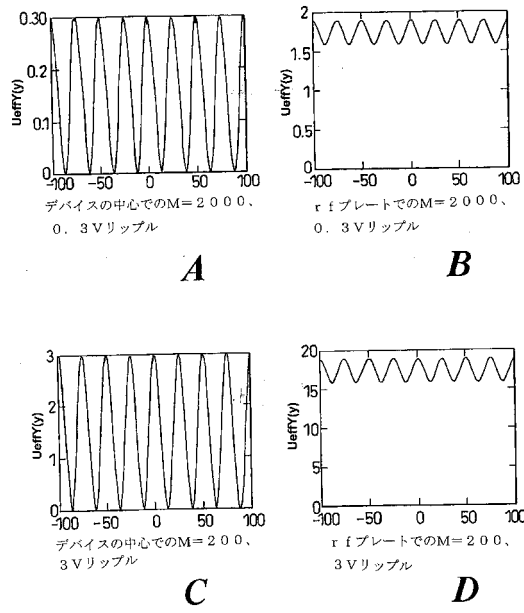 0.30
0.15
0
UeffY(y)
-100 -50 0 50 100
デバイスの中心でのM=2000、
0.3Vリップル
A
2
1.5
1
0.5
0
UeffY(y)
-100 -50 0 50 100
rfプレートでのM=2000、
0.3Vリップル
B
3
2
1
0
UeffY(y)
-100 -50 0 50 100
デバイスの中心でのM=200、
3Vリップル
C
20
15
10
5
0
UeffY(y)
-100 -50 0 50 100
rfプレートでのM=200、
3Vリップル
D